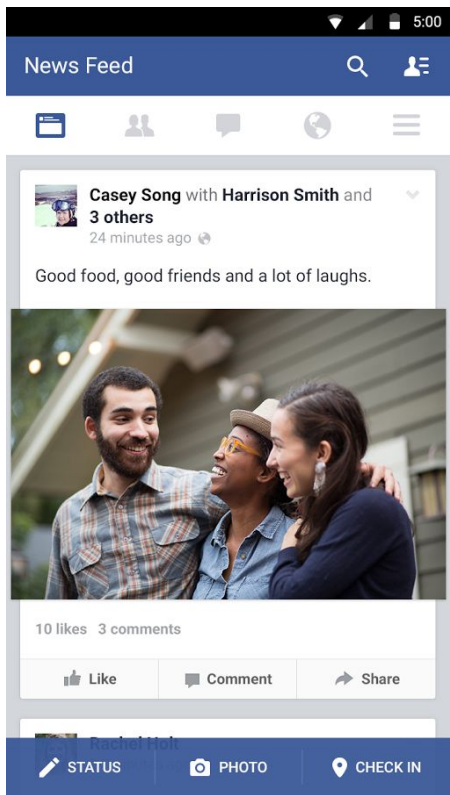 5:00
News Feed
Casey Song with Harrison Smith and
3 others
24 minutes ago
Good food, good friends and a lot of laughs.
10 likes 3 comments
Like Comment Share
Rachel Holt
STATUS PHOTO CHECK IN